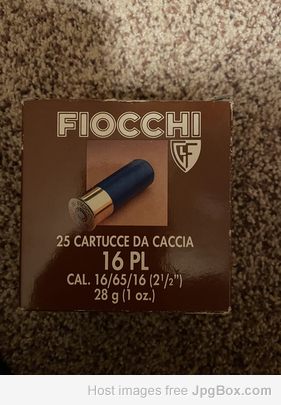 FIOCCHI
GF
25 CARTUCCE DA CACCIA
16 PL
CAL. 16/65/16 (2 1/2")
28 g (1 oz.)
Host images free JpgBox.com